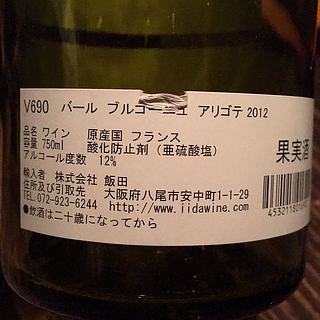 V690 バール ブルゴーニュ アリゴテ 2012
品名 ワイン 原産国 フランス
容量 750ml 酸化防止剤（亜硫酸塩）
アルコール度数 12%
果実酒
輸入者 株式会社 飯田
住所及び引取先 大阪府八尾市安中町1-1-29
TEL.072-923-6244 http://www.iidawine.com
●飲酒は二十歳になってから